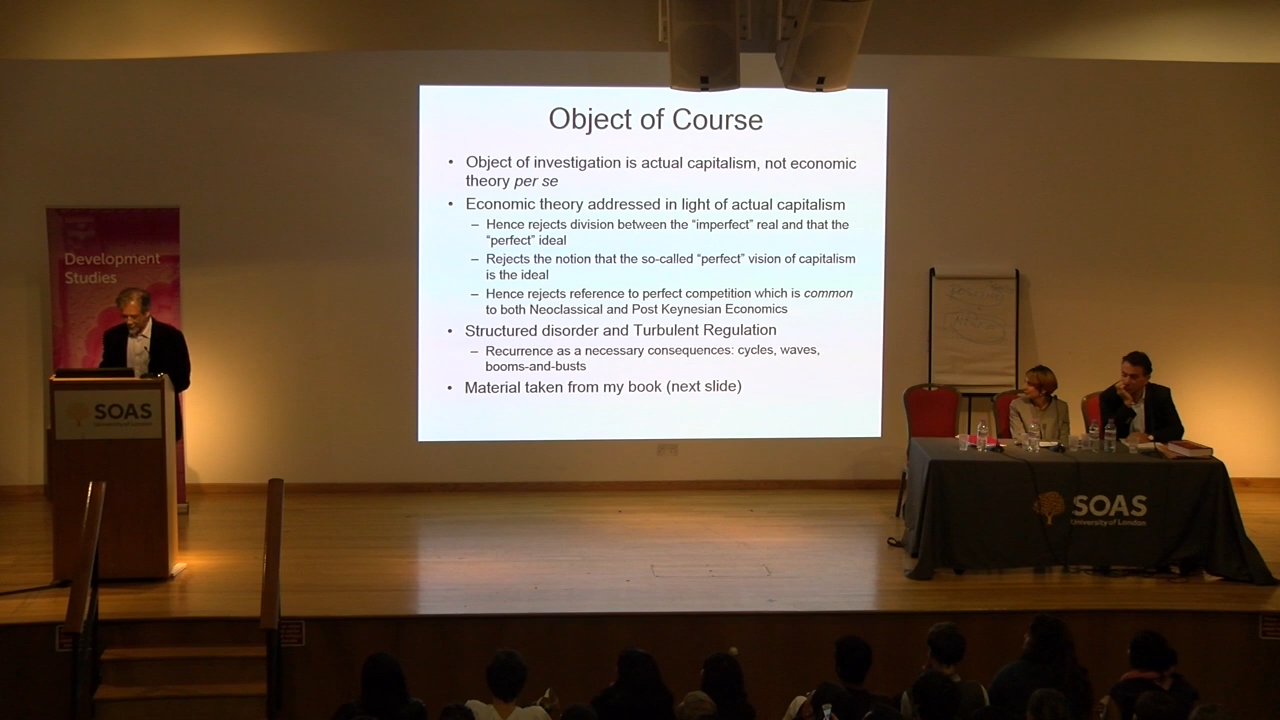 Object of Course
• Object of investigation is actual capitalism, not economic
theory per se
• Economic theory addressed in light of actual capitalism
– Hence rejects division between the “imperfect” real and that the
“perfect” ideal
– Rejects the notion that the so-called “perfect” vision of capitalism
is the ideal
– Hence rejects reference to perfect competition which is common
to both Neoclassical and Post Keynesian Economics
• Structured disorder and Turbulent Regulation
– Recurrence as a necessary consequences: cycles, waves,
booms-and-busts
• Material taken from my book (next slide)
Development
Studies
SOAS
University of London
SOAS
University of London